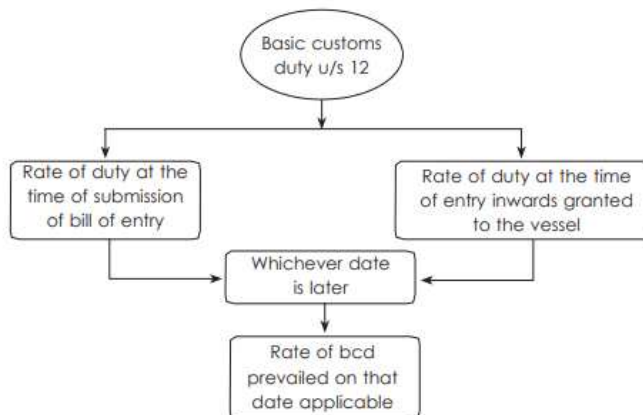 Basic customs
duty u/s 12
Rate of duty at the
time of submission
of bill of entry
Rate of duty at the time
of entry inwards granted
to the vessel
Whichever date
is later
Rate of bcd
prevailed on that
date applicable